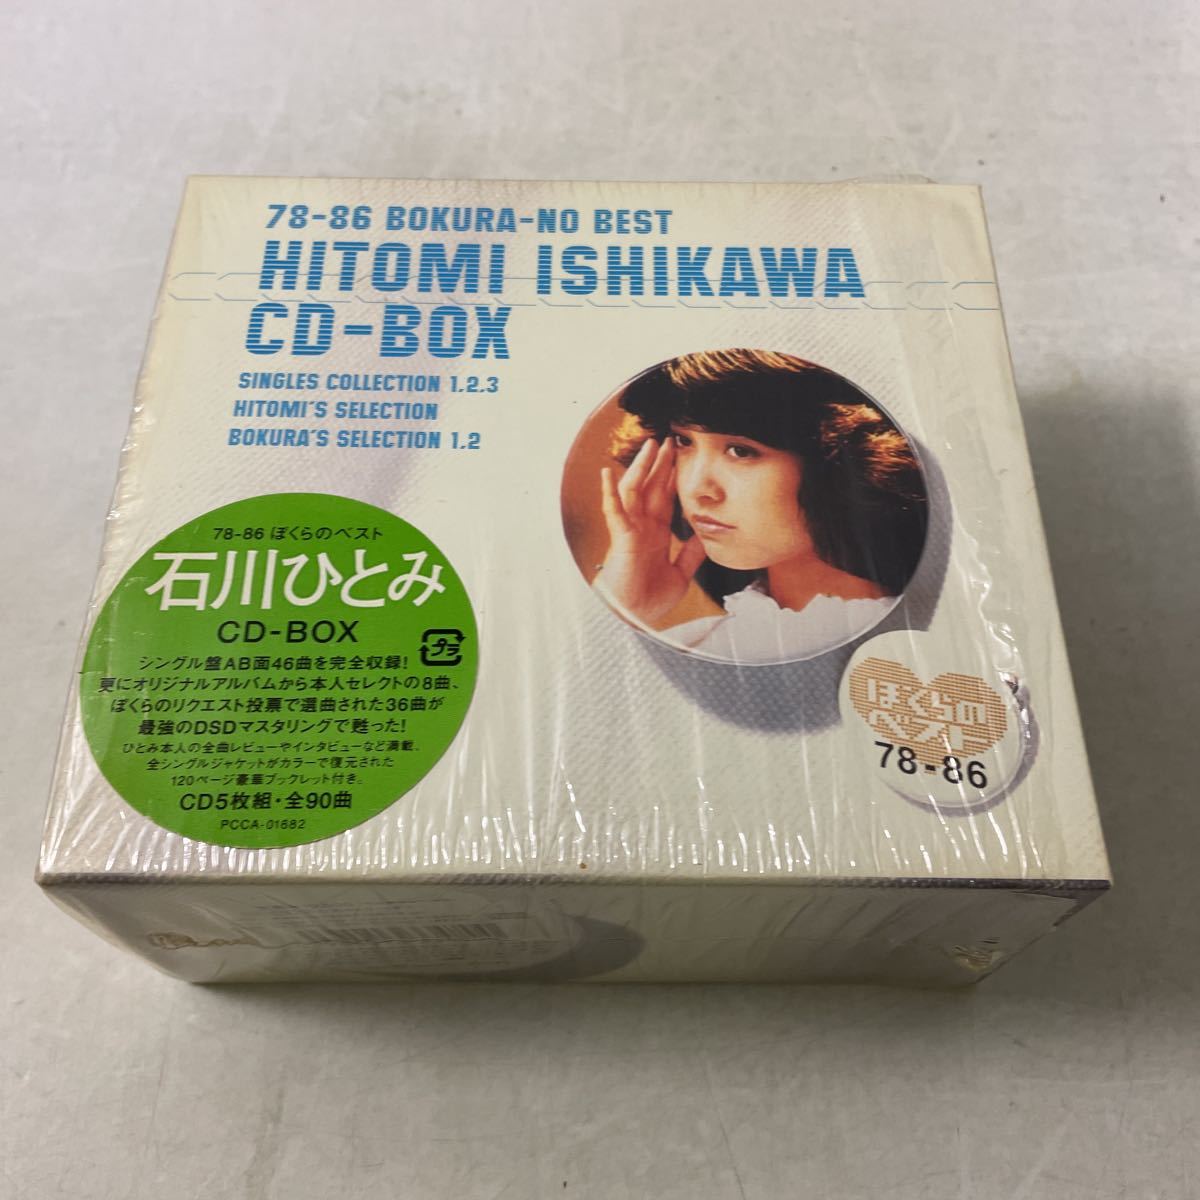 78-86 BOKURA-NO BEST
HITOMI ISHIKAWA
CD-BOX
SINGLES COLLECTION 1,2,3
HITOMI'S SELECTION
BOKURA'S SELECTION 1,2
78-86 ぼくらのベスト
石川ひとみ
CD-BOX
プラ
シングル盤AB面46曲を完全収録!
更にオリジナルアルバムから本人セレクトの8曲、
ぼくらのリクエスト投票で選曲された36曲が
最強のDSDマスタリングで甦った!
ひとみ本人の全曲レビューやインタビューなど満載、
全シングルジャケットがカラーで復元された
120ページ豪華ブックレット付き。
CD5枚組・全90曲
PCCA-01682
ぼくらの
ベスト
78-86